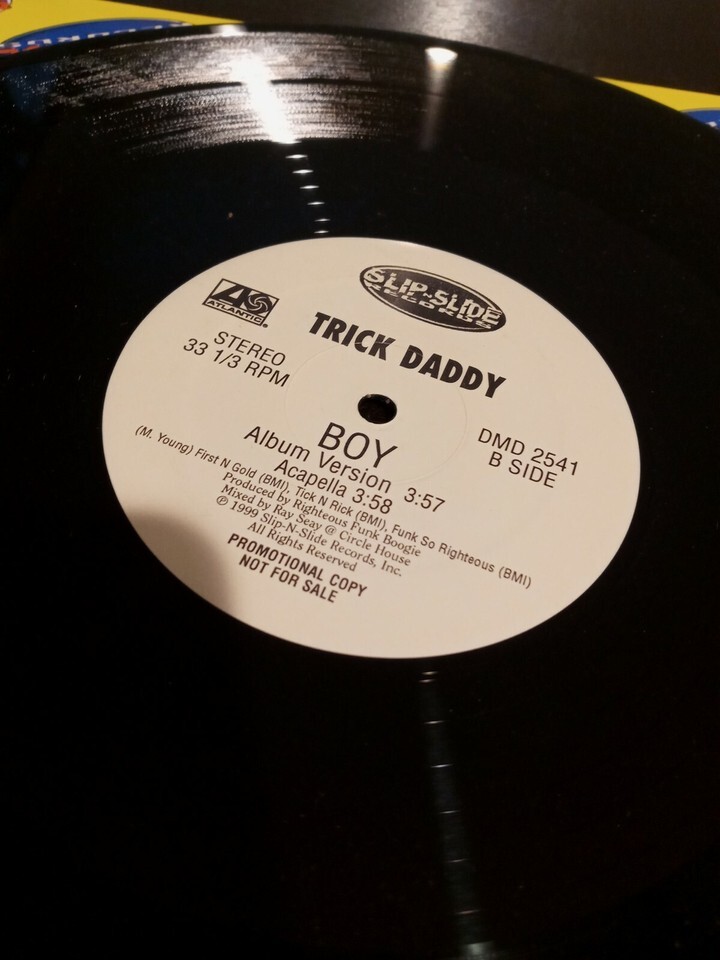 SLIP-N-SLIDE
RECORDS
ATLANTIC®
TRICK DADDY
STEREO
33 1/3 RPM
DMD 2541
B SIDE
BOY
Album Version 3:57
Acapella 3:58
(M. Young) First N Gold (BMI), Tick N Rick (BMI), Funk So Righteous (BMI)
Produced by Righteous Funk Boogie
Mixed by Ray Seay @ Circle House
℗ 1999 Slip-N-Slide Records, Inc.
All Rights Reserved
PROMOTIONAL COPY
NOT FOR SALE